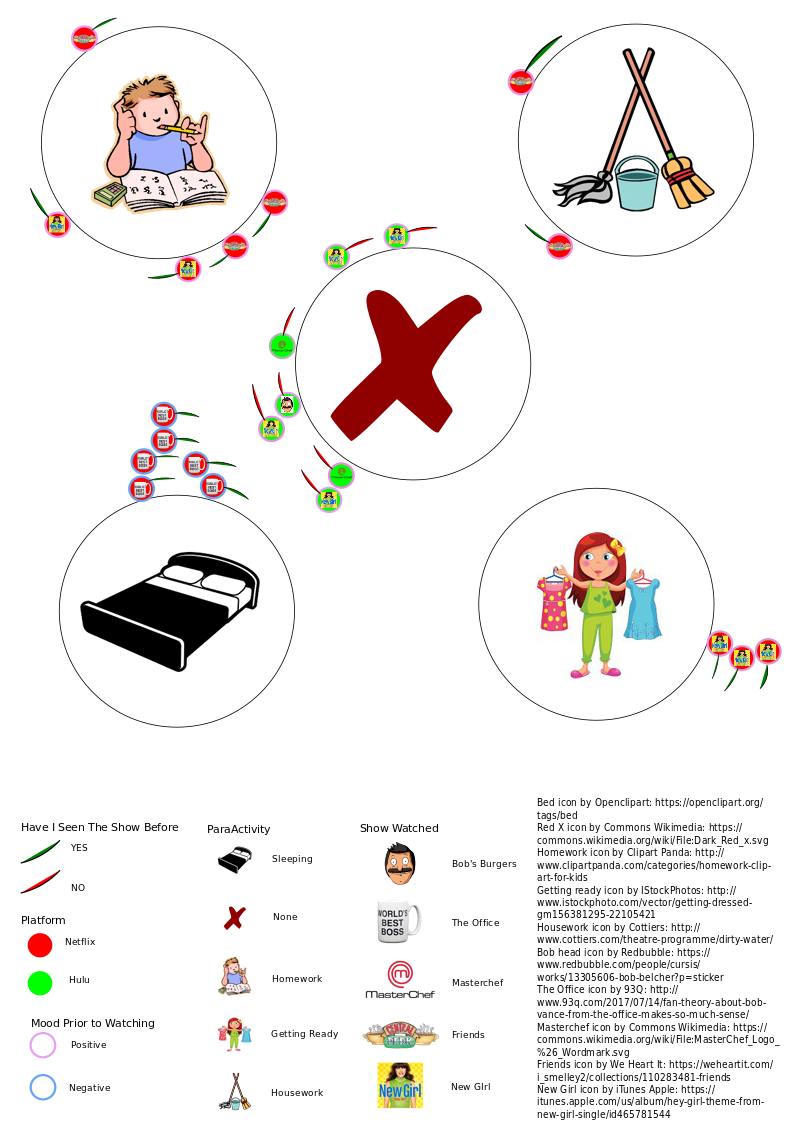 Have I Seen The Show Before
YES
NO
Platform
Netflix
Hulu
Mood Prior to Watching
Positive
Negative
ParaActivity
Sleeping
None
Homework
Getting Ready
Housework
Show Watched
Bob's Burgers
WORLD'S
BEST
BOSS
The Office
MasterChef
Masterchef
CENTRAL
PERK
Friends
New Girl
New GIrl
Bed icon by Openclipart: https://openclipart.org/
tags/bed
Red X icon by Commons Wikimedia: https://
commons.wikimedia.org/wiki/File:Dark_Red_x.svg
Homework icon by Clipart Panda: http://
www.clipartpanda.com/categories/homework-clip-
art-for-kids
Getting ready icon by IStockPhotos: http://
www.istockphoto.com/vector/getting-dressed-
gm156381295-22105421
Housework icon by Cottiers: http://
www.cottiers.com/theatre-programme/dirty-water/
Bob head icon by Redbubble: https://
www.redbubble.com/people/cursis/
works/13305606-bob-belcher?p=sticker
The Office icon by 93Q: http://
www.93q.com/2017/07/14/fan-theory-about-bob-
vance-from-the-office-makes-so-much-sense/
Masterchef icon by Commons Wikimedia: https://
commons.wikimedia.org/wiki/File:MasterChef_Logo_
%26_Wordmark.svg
Friends icon by We Heart It: https://weheartit.com/
i_smelley2/collections/110283481-friends
New Girl icon by iTunes Apple: https://
itunes.apple.com/us/album/hey-girl-theme-from-
new-girl-single/id465781544